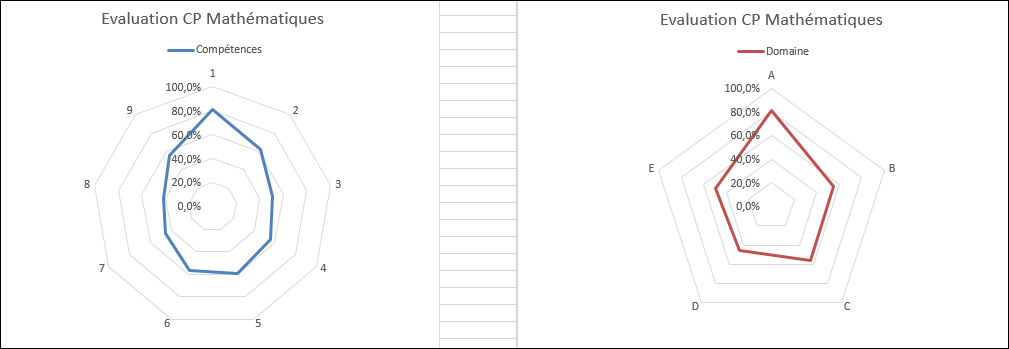 Evaluation CP Mathématiques
Compétences
1
100,0%
9
2
80,0%
60,0%
40,0%
8
3
20,0%
0,0%
7
4
6
5
Evaluation CP Mathématiques
Domaine
A
100,0%
80,0%
60,0%
E
B
40,0%
20,0%
0,0%
D
C